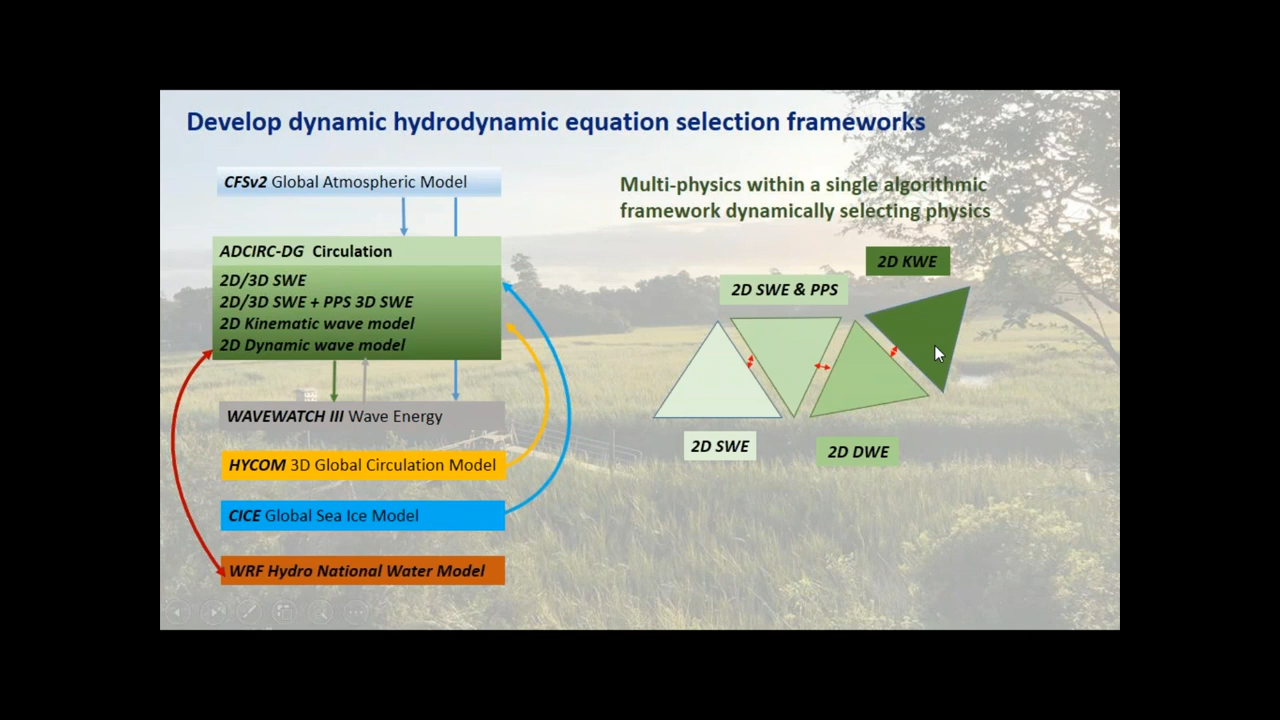 Develop dynamic hydrodynamic equation selection frameworks
CFSv2 Global Atmospheric Model
ADCIRC-DG Circulation
2D/3D SWE
2D/3D SWE + PPS 3D SWE
2D Kinematic wave model
2D Dynamic wave model
WAVEWATCH III Wave Energy
HYCOM 3D Global Circulation Model
CICE Global Sea Ice Model
WRF Hydro National Water Model
Multi-physics within a single algorithmic
framework dynamically selecting physics
2D KWE
2D SWE & PPS
2D SWE
2D DWE